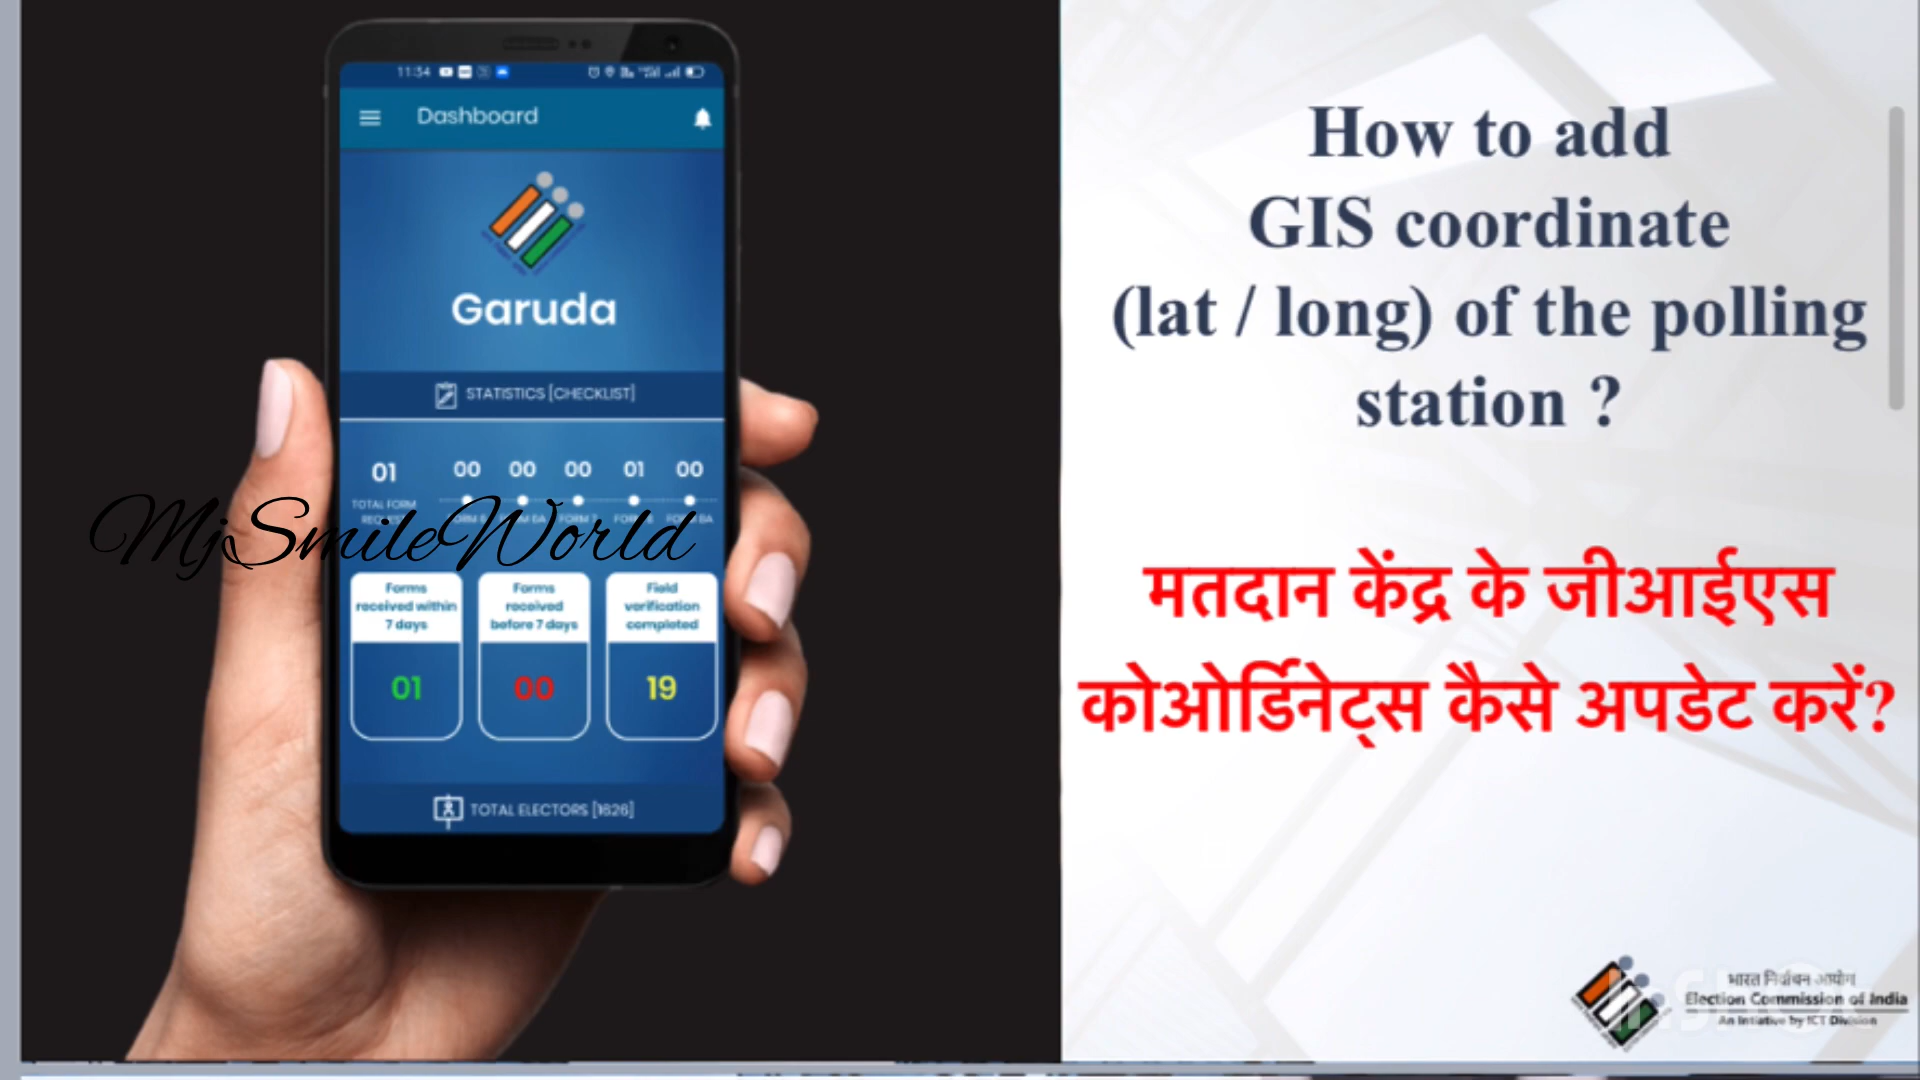 11:34
Dashboard
Garuda
STATISTICS [CHECKLIST]
01 00 00 00 01 00
TOTAL FORM
MjSmileWorld
Forms
received within
7 days
01
Forms
received
before 7 days
00
Field
verification
completed
19
TOTAL ELECTORS [1626]
How to add
GIS coordinate
(lat / long) of the polling
station ?
मतदान केंद्र के जीआईएस
कोओर्डिनेट्स कैसे अपडेट करें?
भारत निर्वाचन आयोग
Election Commission of India
An Intiative by ICT Division